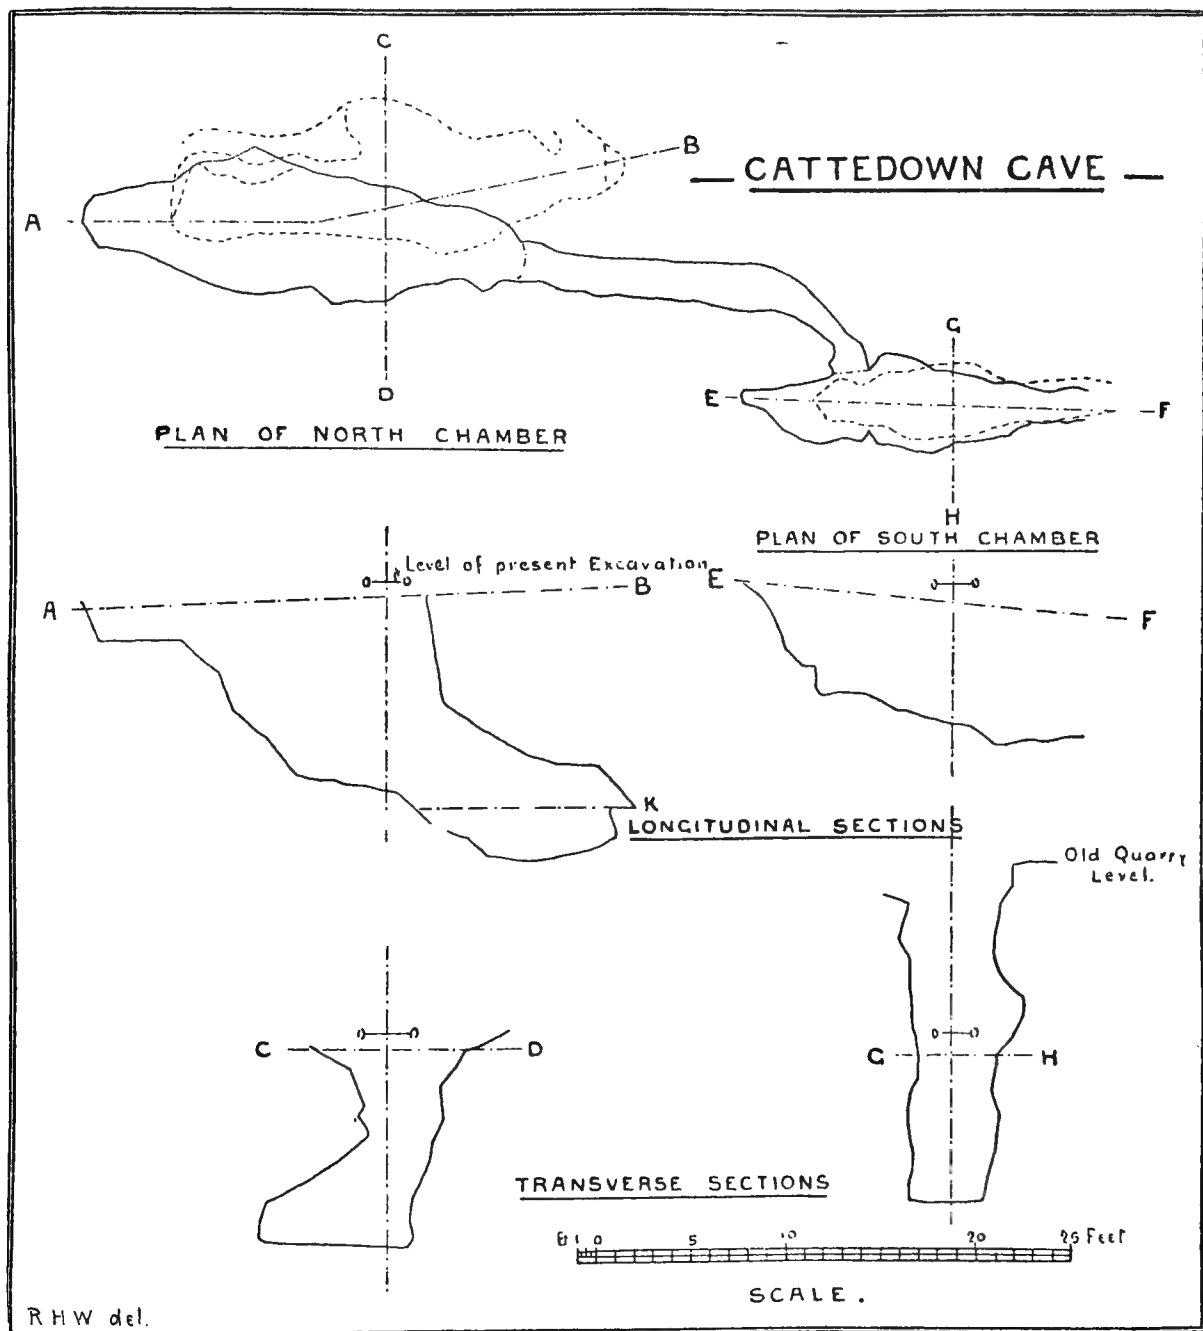 C
B
— CATTEDOWN CAVE —
A
D
PLAN OF NORTH CHAMBER
G
E
F
H
PLAN OF SOUTH CHAMBER
Level of present Excavation
A
B
E
F
K
LONGITUDINAL SECTIONS
Old Quarry
Level.
C
D
G
H
TRANSVERSE SECTIONS
1 0 5 10 20 25 Feet
SCALE.
R H W del.